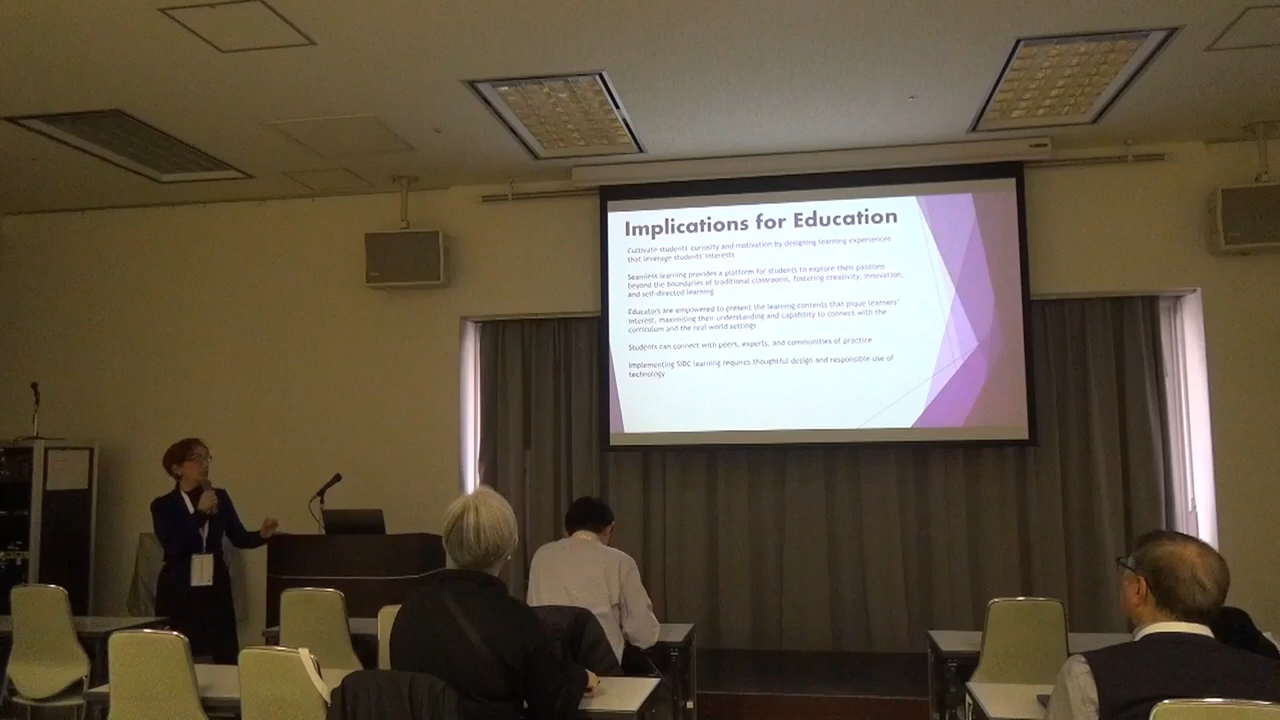 Implications for Education
Cultivate students' curiosity and motivation by designing learning experiences
that leverage students' interests
Seamless learning provides a platform for students to explore their passions
beyond the boundaries of traditional classrooms, fostering creativity, innovation,
and self-directed learning
Educators are empowered to present the learning contents that pique learners'
interest, maximising their understanding and capability to connect with the
curriculum and the real world settings
Students can connect with peers, experts, and communities of practice
Implementing SIDC learning requires thoughtful design and responsible use of
technology